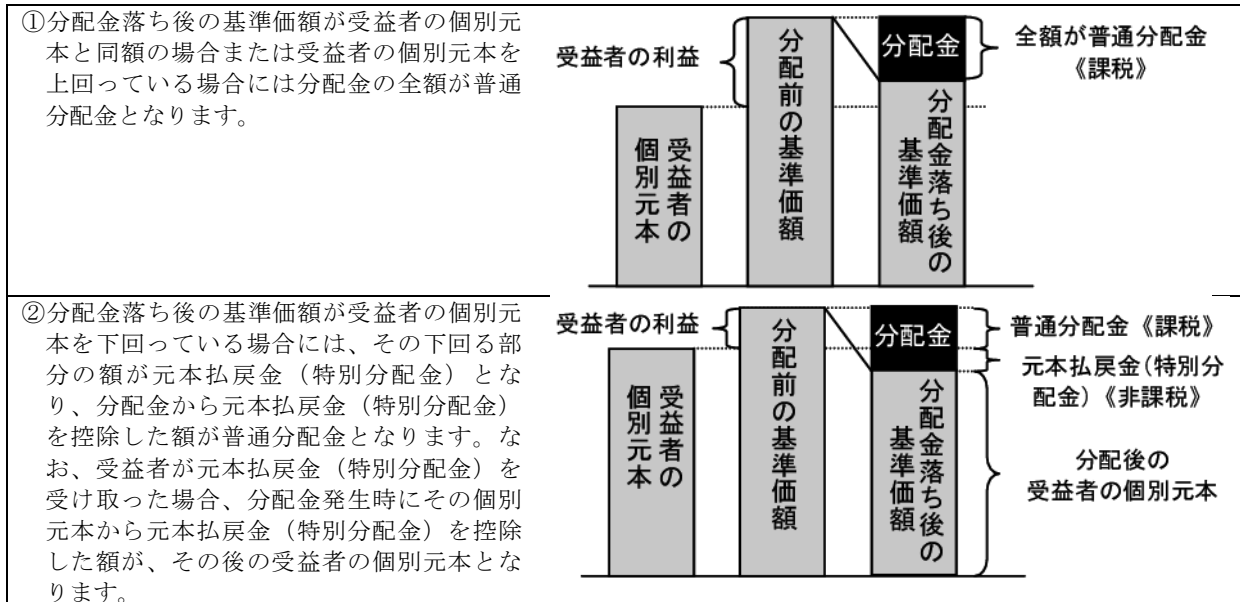 ①分配金落ち後の基準価額が受益者の個別元
本と同額の場合または受益者の個別元本を
上回っている場合には分配金の全額が普通
分配金となります。
受益者の利益
受益者の
個別元本
分配前の基準価額
分配金
分配金落ち後の
基準価額
全額が普通分配金
《課税》
②分配金落ち後の基準価額が受益者の個別元
本を下回っている場合には、その下回る部
分の額が元本払戻金（特別分配金）とな
り、分配金から元本払戻金（特別分配金）
を控除した額が普通分配金となります。な
お、受益者が元本払戻金（特別分配金）を
受け取った場合、分配金発生時にその個別
元本から元本払戻金（特別分配金）を控除
した額が、その後の受益者の個別元本とな
ります。
受益者の利益
受益者の
個別元本
分配前の基準価額
分配金
分配金落ち後の
基準価額
普通分配金《課税》
元本払戻金(特別分
配金)《非課税》
分配後の
受益者の個別元本